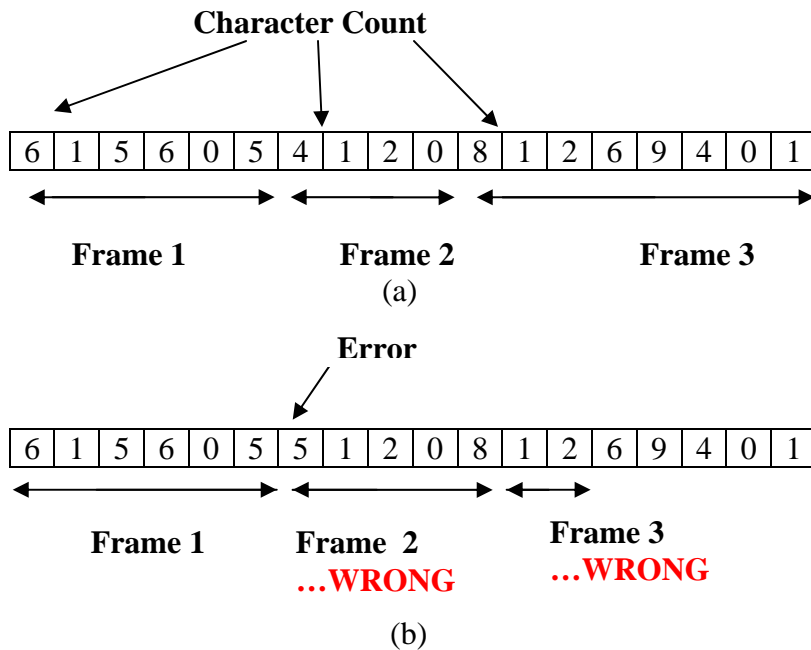 Character Count
6 1 5 6 0 5 4 1 2 0 8 1 2 6 9 4 0 1
Frame 1 Frame 2 Frame 3
(a)
Error
6 1 5 6 0 5 5 1 2 0 8 1 2 6 9 4 0 1
Frame 1 Frame 2 Frame 3
...WRONG ...WRONG
(b)